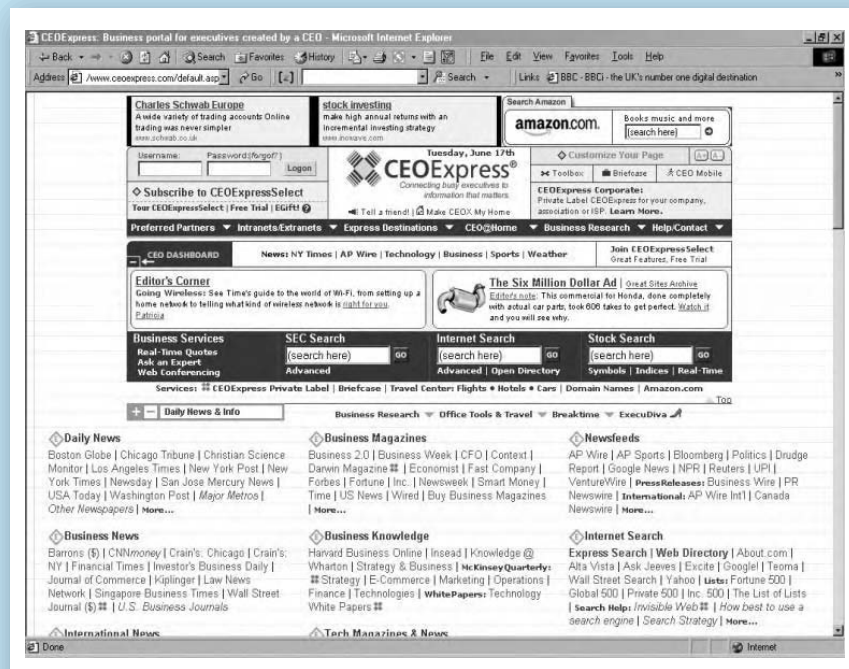 CEOExpress: Business portal for executives created by a CEO - Microsoft Internet Explorer
Back Search Favorites History File Edit View Favorites Tools Help
Address /www.ceoexpress.com/default.asp Go Search Links BBC - BBCi - the UK's number one digital destination
Charles Schwab Europe
A wide variety of trading accounts Online
trading was never simpler
www.schwab.co.uk
stock investing
make high annual returns with an
incremental investing strategy
Search Amazon
amazon.com.
Books music and more
(search here)
Username: Password:(forgot?)
Logon
Subscribe to CEOExpressSelect
Tour CEOExpressSelect | Free Trial | EGift!
Tuesday, June 17th
CEOExpress®
Connecting busy executives to
information that matters.
Tell a friend! | Make CEOX My Home
Customize Your Page
Toolbox Briefcase CEO Mobile
CEOExpress Corporate:
Private Label CEOExpress for your company,
association or ISP. Learn More.
Preferred Partners Intranets/Extranets Express Destinations CEO@Home Business Research Help/Contact
CEO DASHBOARD News: NY Times | AP Wire | Technology | Business | Sports | Weather
Join CEOExpressSelect
Great Features, Free Trial
Editor's Corner
Going Wireless: See Time's guide to the world of Wi-Fi, from setting up a
home network to telling what kind of wireless network is right for you.
Patricia
The Six Million Dollar Ad | Great Sites Archive
Editor's note: This commercial for Honda, done completely
with actual car parts, took 606 takes to get perfect. Watch it
and you will see why.
Business Services
Real-Time Quotes
Ask an Expert
Web Conferencing
SEC Search
(search here) GO
Advanced
Internet Search
(search here) GO
Advanced | Open Directory
Stock Search
(search here) GO
Symbols | Indices | Real-Time
Services: CEOExpress Private Label | Briefcase | Travel Center: Flights • Hotels • Cars | Domain Names | Amazon.com
Top
+ - Daily News & Info Business Research Office Tools & Travel Breaktime ExecuDiva
Daily News
Boston Globe | Chicago Tribune | Christian Science
Monitor | Los Angeles Times | New York Post | New
York Times | Newsday | San Jose Mercury News |
USA Today | Washington Post | Major Metros |
Other Newspapers | More...
Business Magazines
Business 2.0 | Business Week | CFO | Context |
Darwin Magazine | Economist | Fast Company |
Forbes | Fortune | Inc. | Newsweek | Smart Money |
Time | US News | Wired | Buy Business Magazines
| More...
Newsfeeds
AP Wire | AP Sports | Bloomberg | Politics | Drudge
Report | Google News | NPR | Reuters | UPI |
VentureWire | PressReleases: Business Wire | PR
Newswire | International: AP Wire Int'l | Canada
Newswire | More...
Business News
Barrons ($) | CNNmoney | Crain's: Chicago | Crain's:
NY | Financial Times | Investor's Business Daily |
Journal of Commerce | Kiplinger | Law News
Network | Singapore Business Times | Wall Street
Journal ($) | U.S. Business Journals
Business Knowledge
Harvard Business Online | Insead | Knowledge @
Wharton | Strategy & Business | McKinseyQuarterly:
Strategy | E-Commerce | Marketing | Operations |
Finance | Technologies | WhitePapers: Technology
White Papers
Internet Search
Express Search | Web Directory | About.com |
Alta Vista | Ask Jeeves | Excite | Google! | Teoma |
Wall Street Search | Yahoo | Lists: Fortune 500 |
Global 500 | Private 500 | Inc. 500 | The List of Lists
| Search Help: Invisible Web | How best to use a
search engine | Search Strategy | More...
International News
Tech Magazines & News
Done Internet